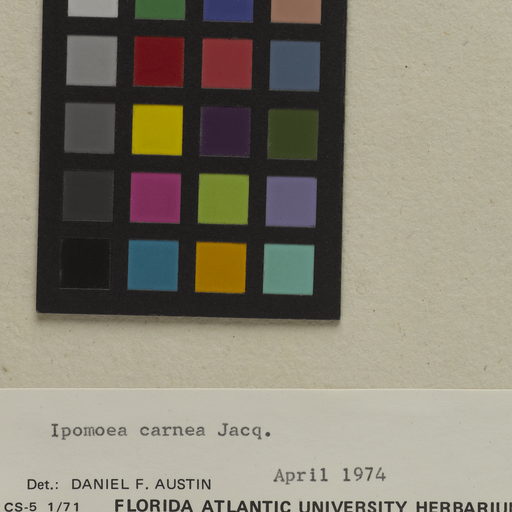 Ipomoea carnea Jacq.
Det.: DANIEL F. AUSTIN April 1974
CS-5 1/71 FLORIDA ATLANTIC UNIVERSITY HERBARIUM